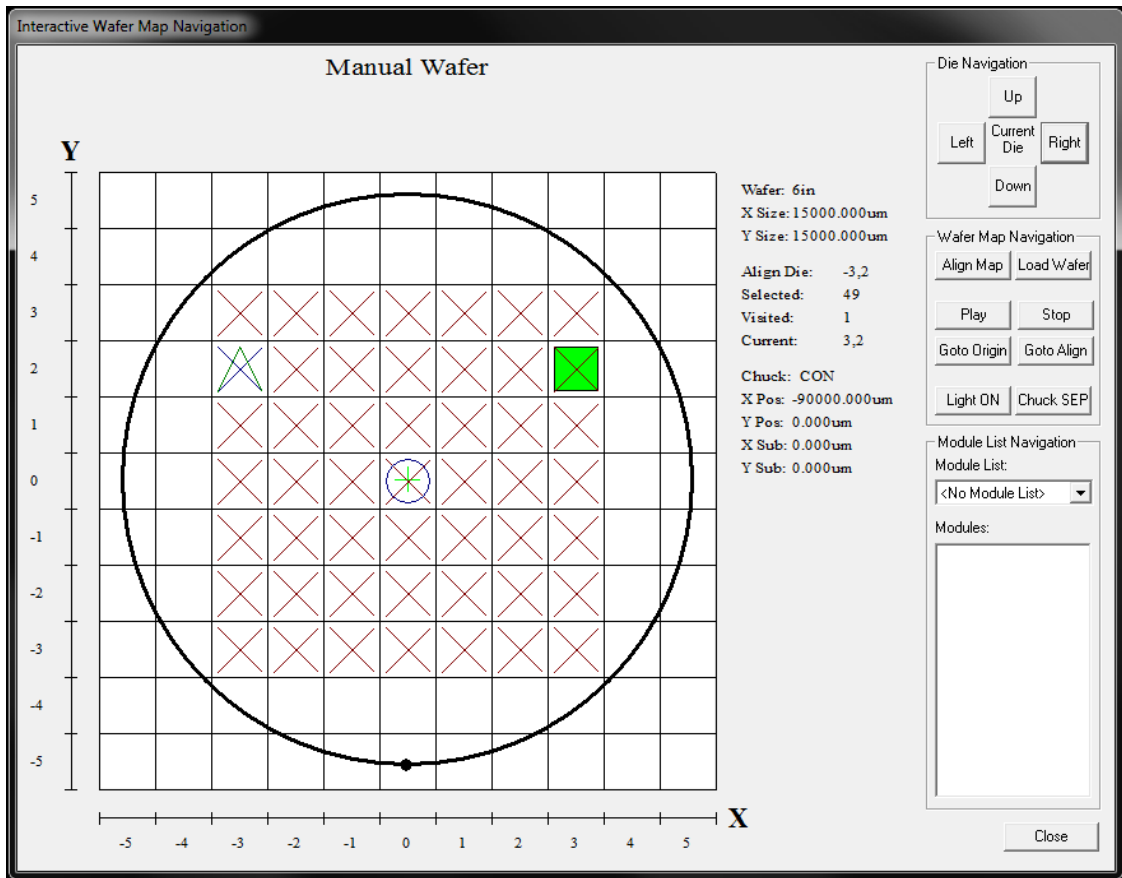 Interactive Wafer Map Navigation
Manual Wafer
Y
5
4
3
2
1
0
-1
-2
-3
-4
-5
-5 -4 -3 -2 -1 0 1 2 3 4 5
X
Wafer: 6in
X Size: 15000.000um
Y Size: 15000.000um
Align Die: -3,2
Selected: 49
Visited: 1
Current: 3,2
Chuck: CON
X Pos: -90000.000um
Y Pos: 0.000um
X Sub: 0.000um
Y Sub: 0.000um
Die Navigation
Up
Left Current Die Right
Down
Wafer Map Navigation
Align Map Load Wafer
Play Stop
Goto Origin Goto Align
Light ON Chuck SEP
Module List Navigation
Module List:
<No Module List>
Modules:
Close